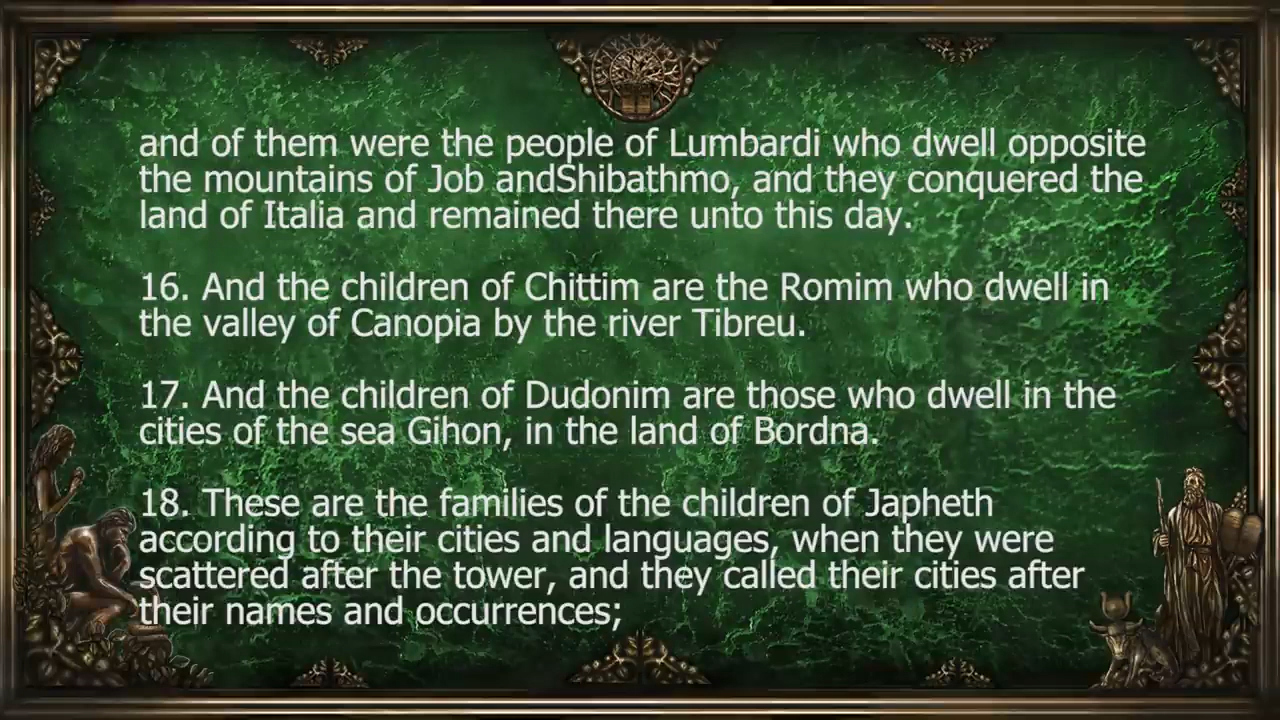 and of them were the people of Lumbardi who dwell opposite
the mountains of Job andShibathmo, and they conquered the
land of Italia and remained there unto this day.
16. And the children of Chittim are the Romim who dwell in
the valley of Canopia by the river Tibreu.
17. And the children of Dudonim are those who dwell in the
cities of the sea Gihon, in the land of Bordna.
18. These are the families of the children of Japheth
according to their cities and languages, when they were
scattered after the tower, and they called their cities after
their names and occurrences;